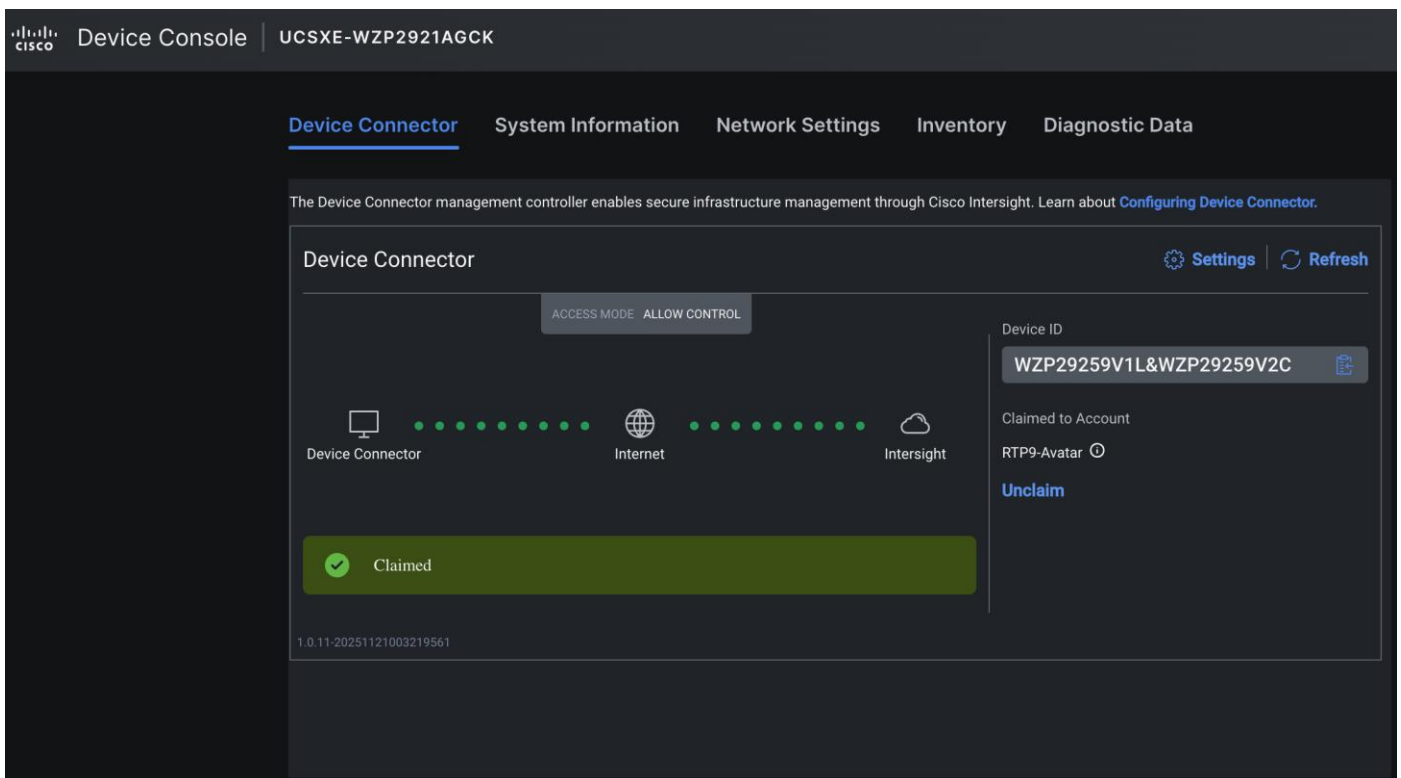 cisco Device Console UCSXE-WZP2921AGCK
Device Connector System Information Network Settings Inventory Diagnostic Data
The Device Connector management controller enables secure infrastructure management through Cisco Intersight. Learn about Configuring Device Connector.
Device Connector Settings Refresh
ACCESS MODE ALLOW CONTROL
Device ID
WZP29259V1L&WZP29259V2C
Device Connector Internet Intersight
Claimed to Account
RTP9-Avatar
Unclaim
Claimed
1.0.11-20251121003219561